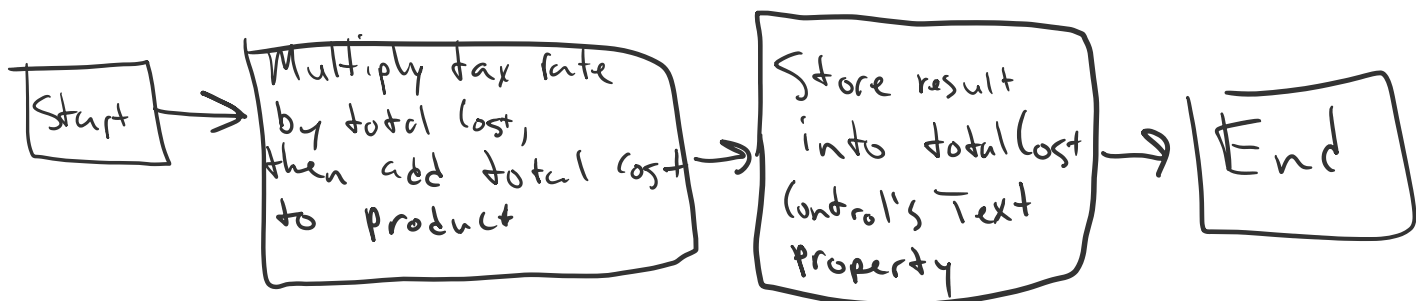 Start
Multiply tax rate
by total cost,
then add total cost
to product
Store result
into totalCost
Control's Text
property
End